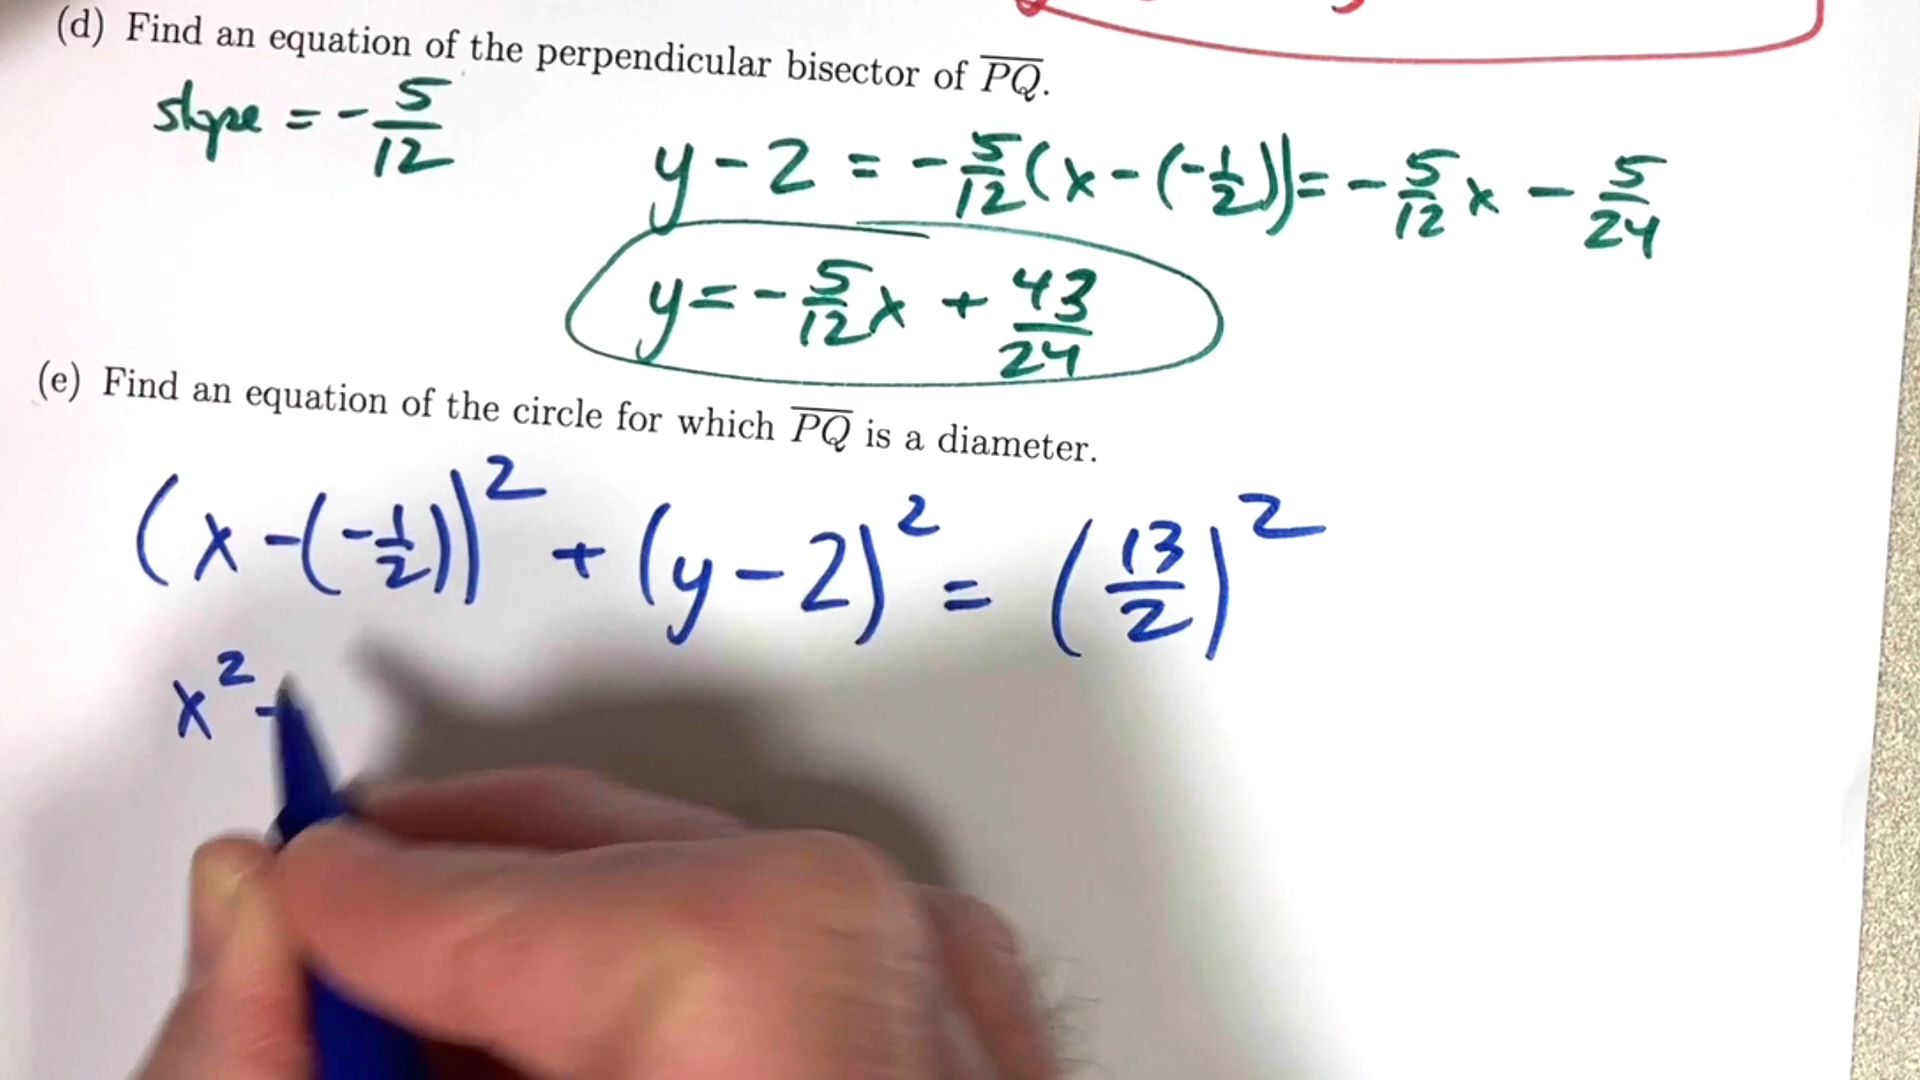 (d) Find an equation of the perpendicular bisector of PQ.
slope = -5/12
y - 2 = -5/12(x - (-1/2)) = -5/12 x - 5/24
y = -5/12 x + 43/24
(e) Find an equation of the circle for which PQ is a diameter.
(x - (-1/2))² + (y - 2)² = (13/2)²
x²